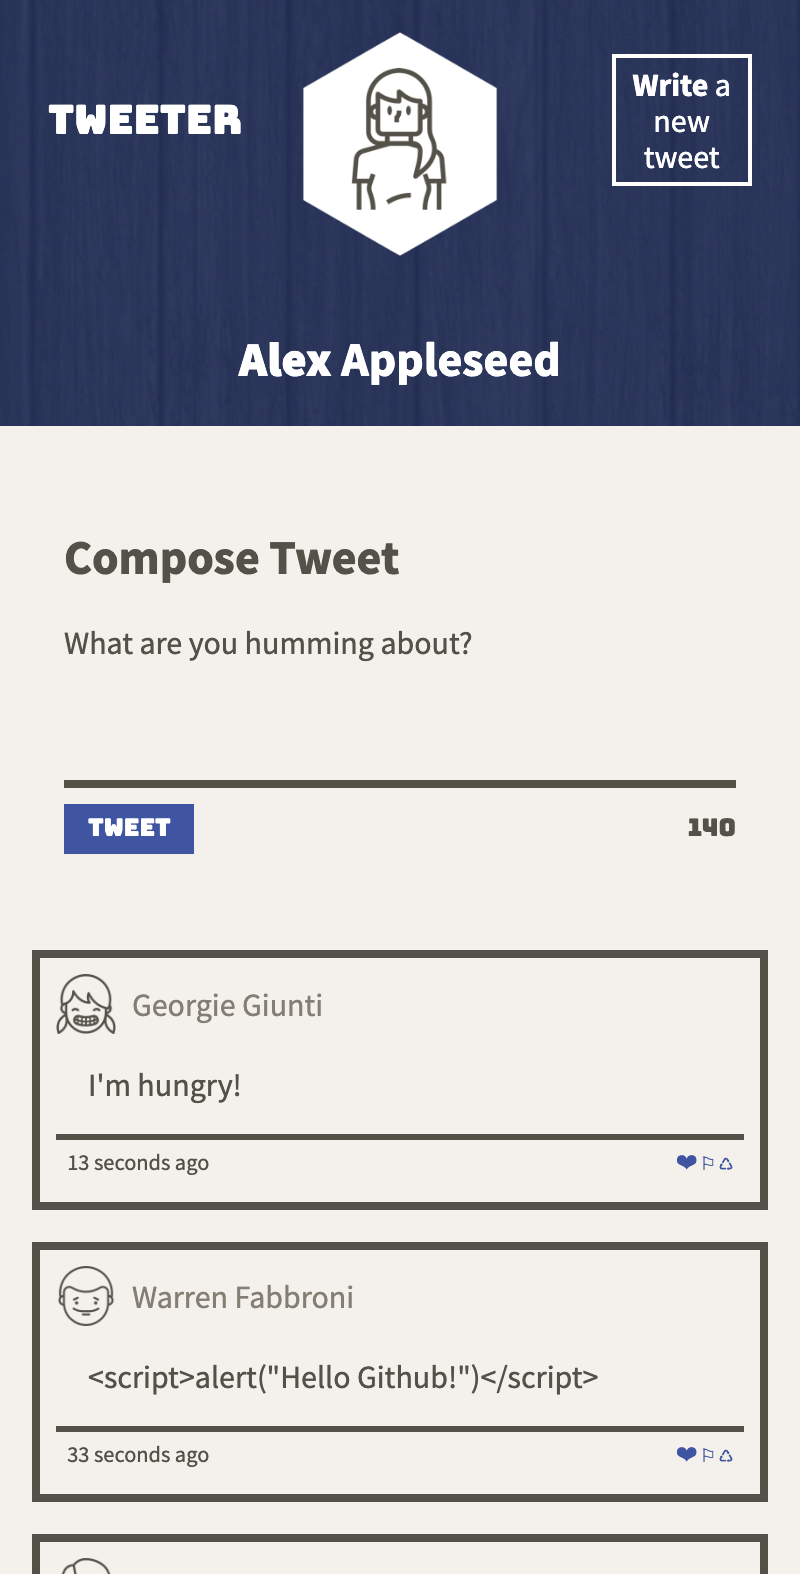 TWEETER
Write a
new
tweet
Alex Appleseed
Compose Tweet
What are you humming about?
TWEET
140
Georgie Giunti
I'm hungry!
13 seconds ago
Warren Fabbroni
<script>alert("Hello Github!")</script>
33 seconds ago